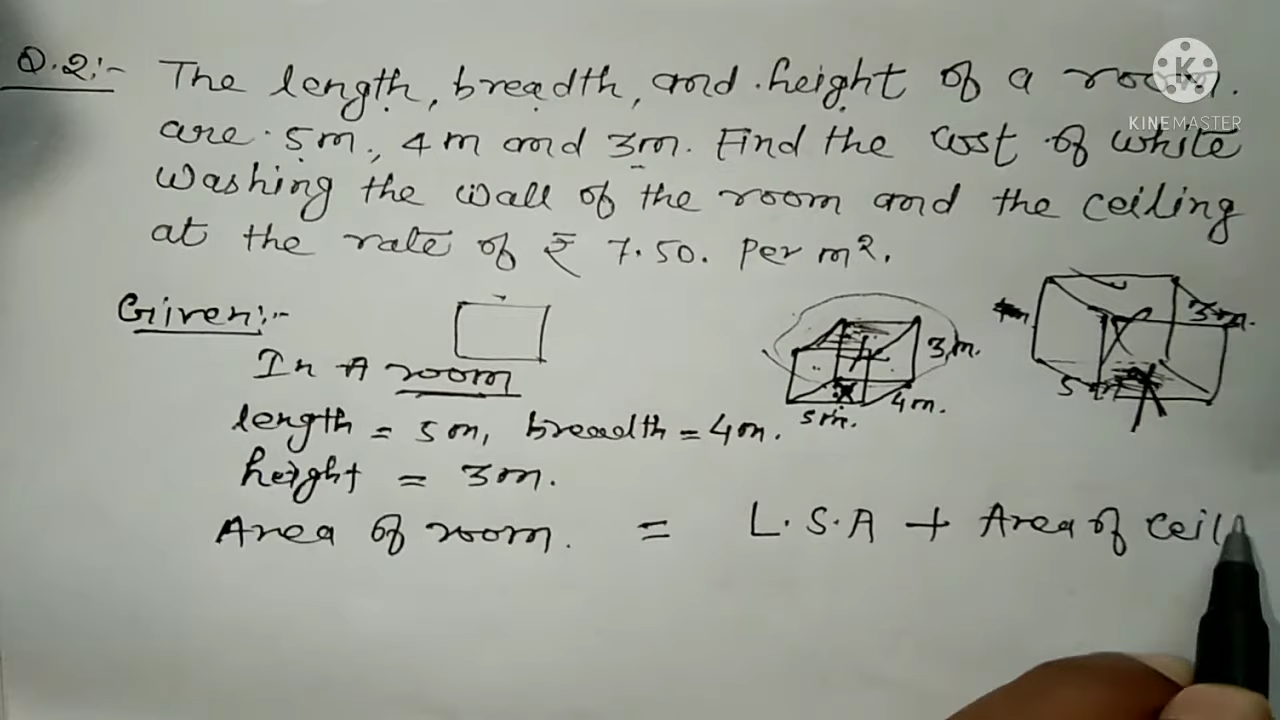 Q.2:- The length, breadth, and height of a room.
are 5m., 4m and 3m. Find the cost of white
washing the wall of the room and the ceiling
at the rate of ₹ 7.50. Per m².
Given:-
In A room
length = 5m, breadth = 4m.
height = 3m.
Area of room. = L.S.A + Area of ceil
3m.
4m.
5m.
3m.
5m
K
KINEMASTER